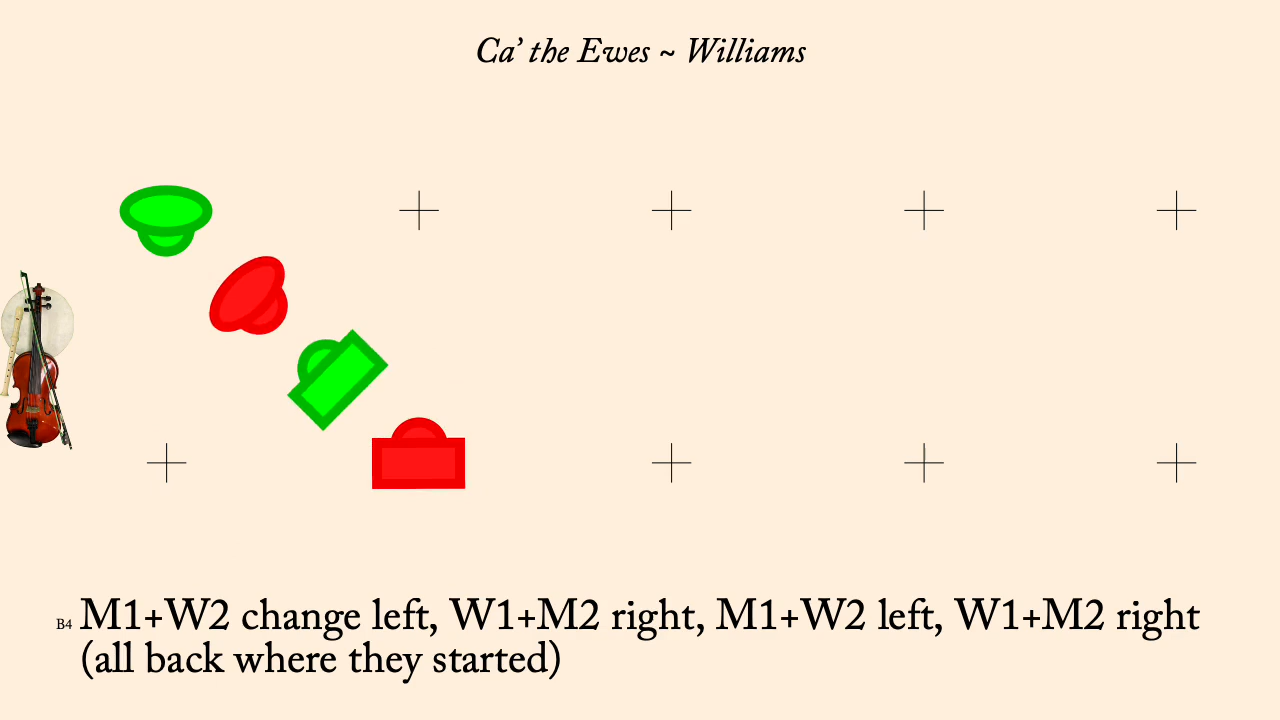 Ca’ the Ewes ~ Williams
B4 M1+W2 change left, W1+M2 right, M1+W2 left, W1+M2 right
(all back where they started)